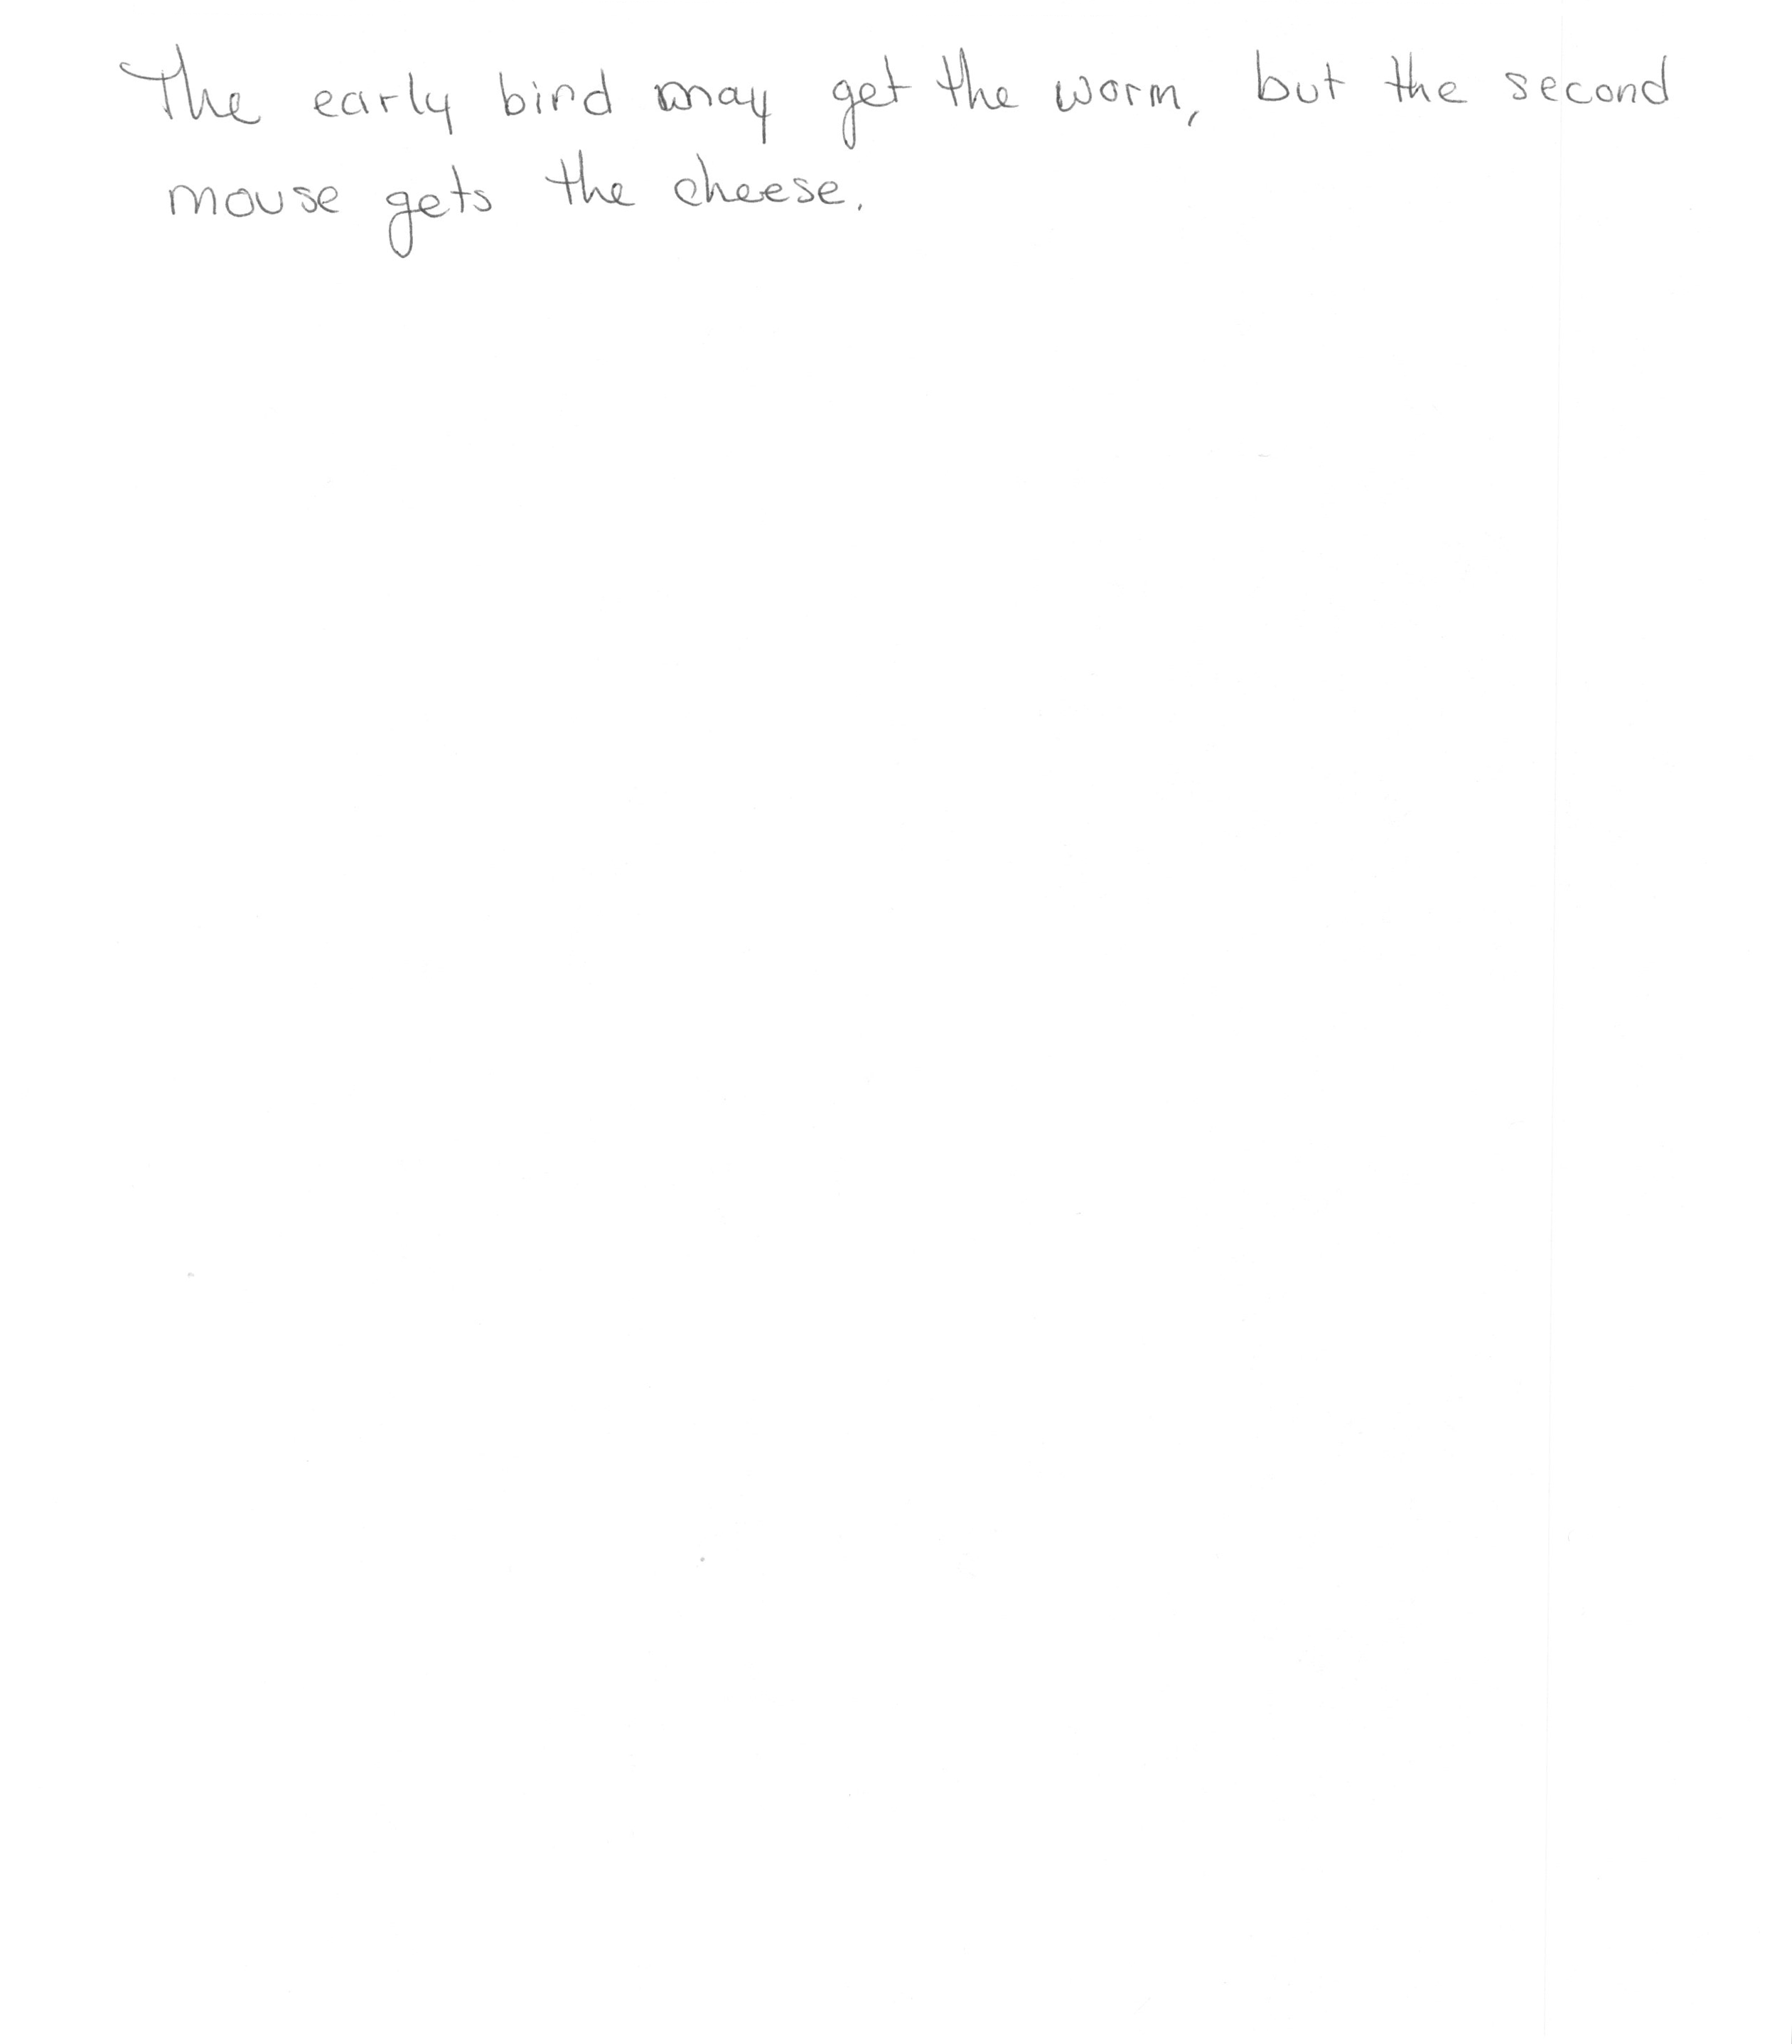 The early bird may get the worm, but the second
mouse gets the cheese.